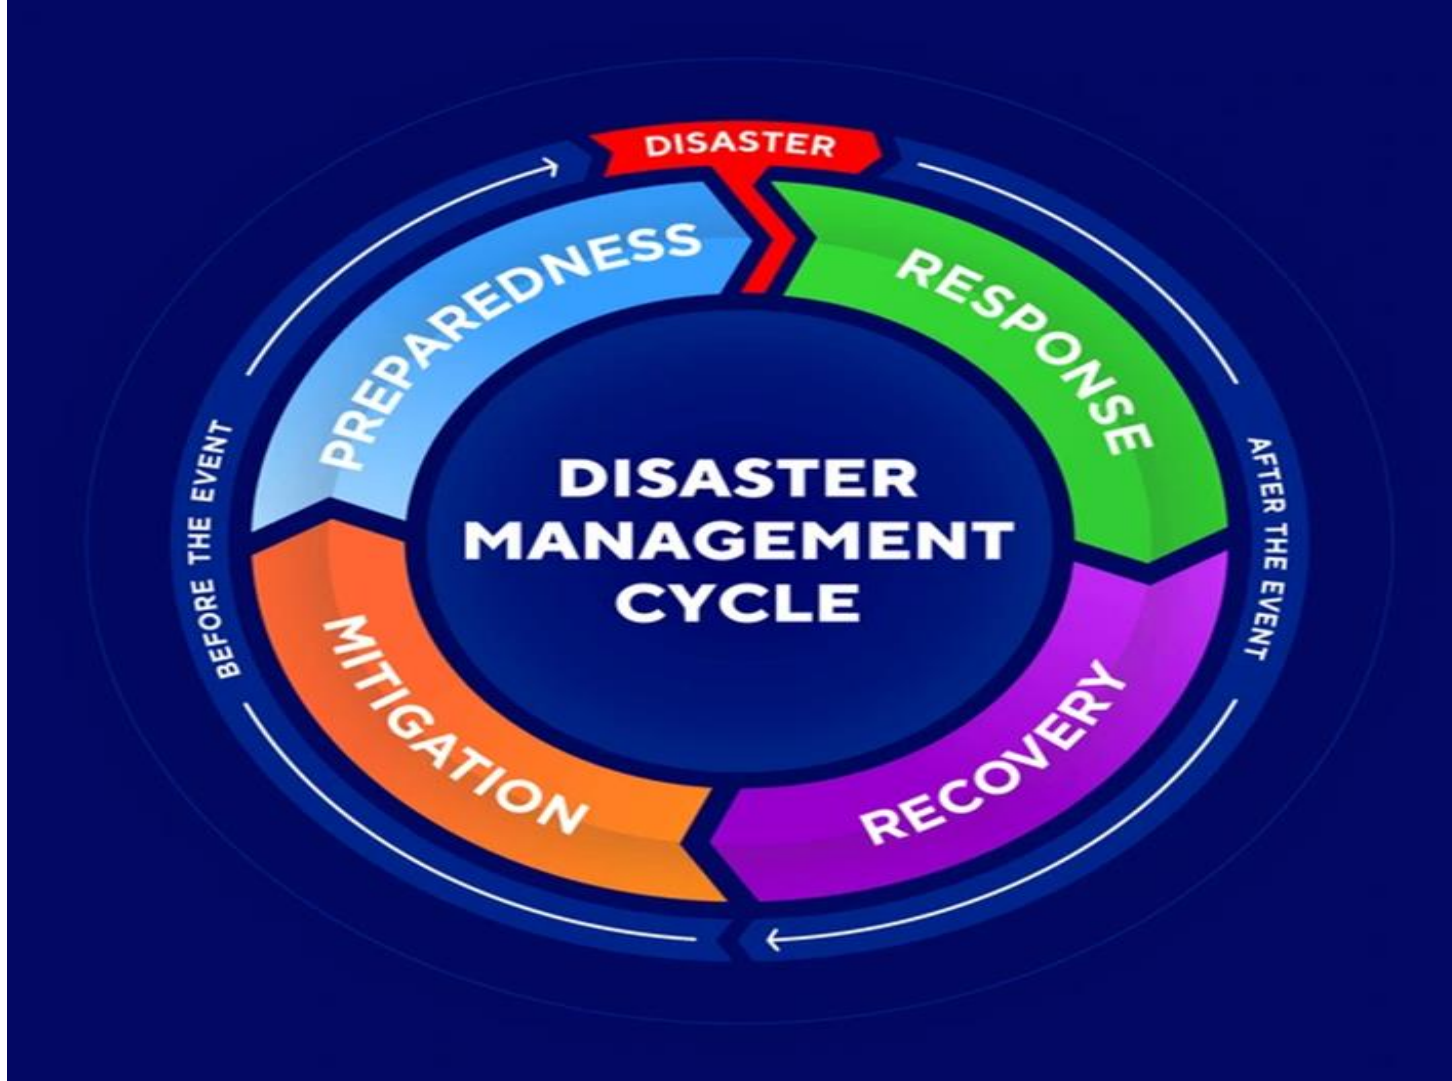 DISASTER
PREPAREDNESS
RESPONSE
BEFORE THE EVENT
AFTER THE EVENT
DISASTER
MANAGEMENT
CYCLE
MITIGATION
RECOVERY